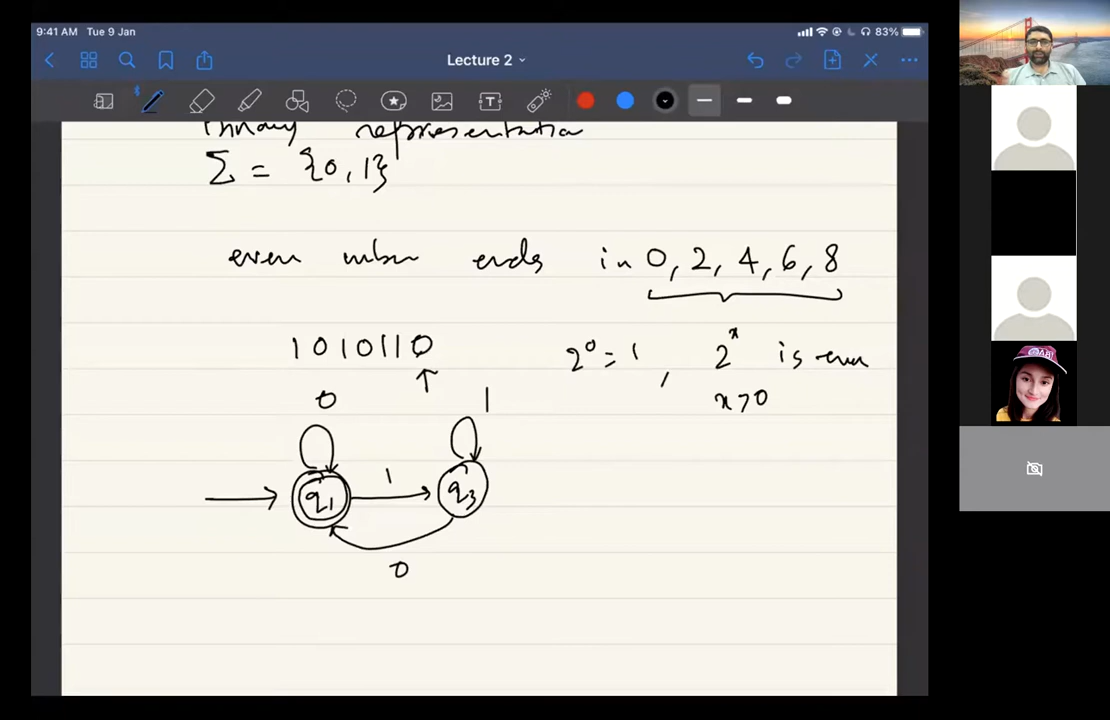 9:41 AM Tue 9 Jan
83%
Lecture 2
binary representation
Σ = {0, 1}
even number ends in 0, 2, 4, 6, 8
1010110
2⁰ = 1, 2ˣ is even
x > 0
0
1
q₁
1
q₃
0